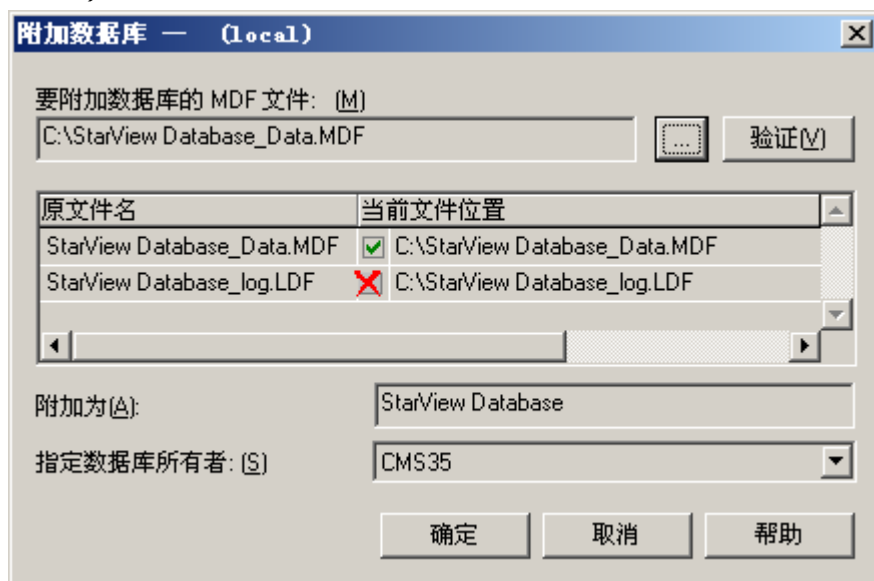 附加数据库 — (local)
要附加数据库的 MDF 文件: (M)
C:\StarView Database_Data.MDF
...
验证(V)
原文件名 当前文件位置
StarView Database_Data.MDF C:\StarView Database_Data.MDF
StarView Database_log.LDF C:\StarView Database_log.LDF
附加为(A):
StarView Database
指定数据库所有者: (S)
CMS35
确定 取消 帮助